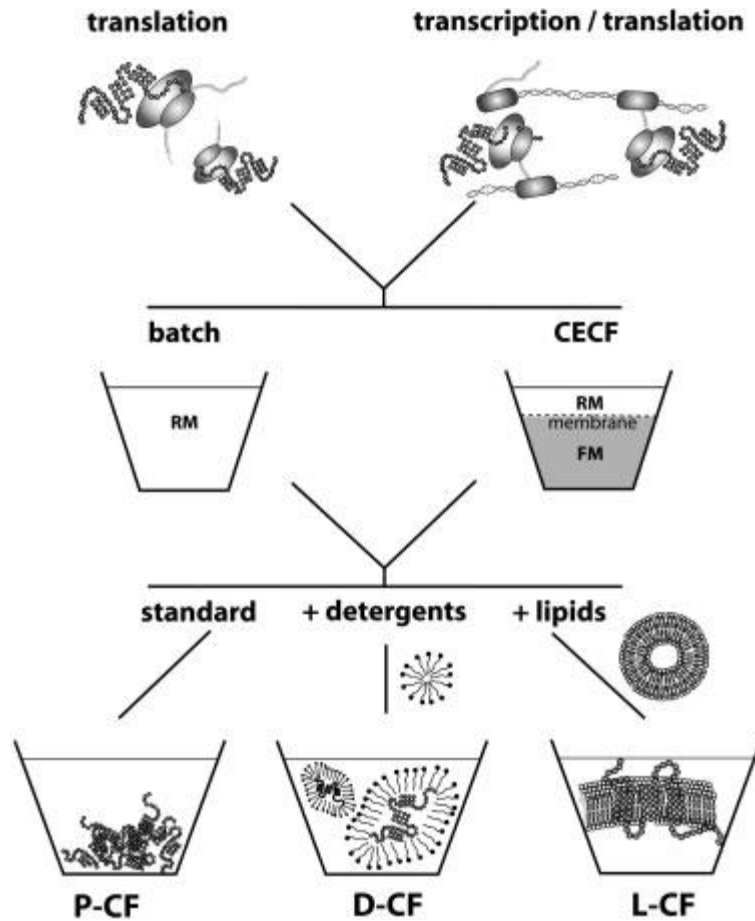 translation
transcription / translation
batch
CECF
RM
RM
membrane
FM
standard
+ detergents
+ lipids
P-CF
D-CF
L-CF